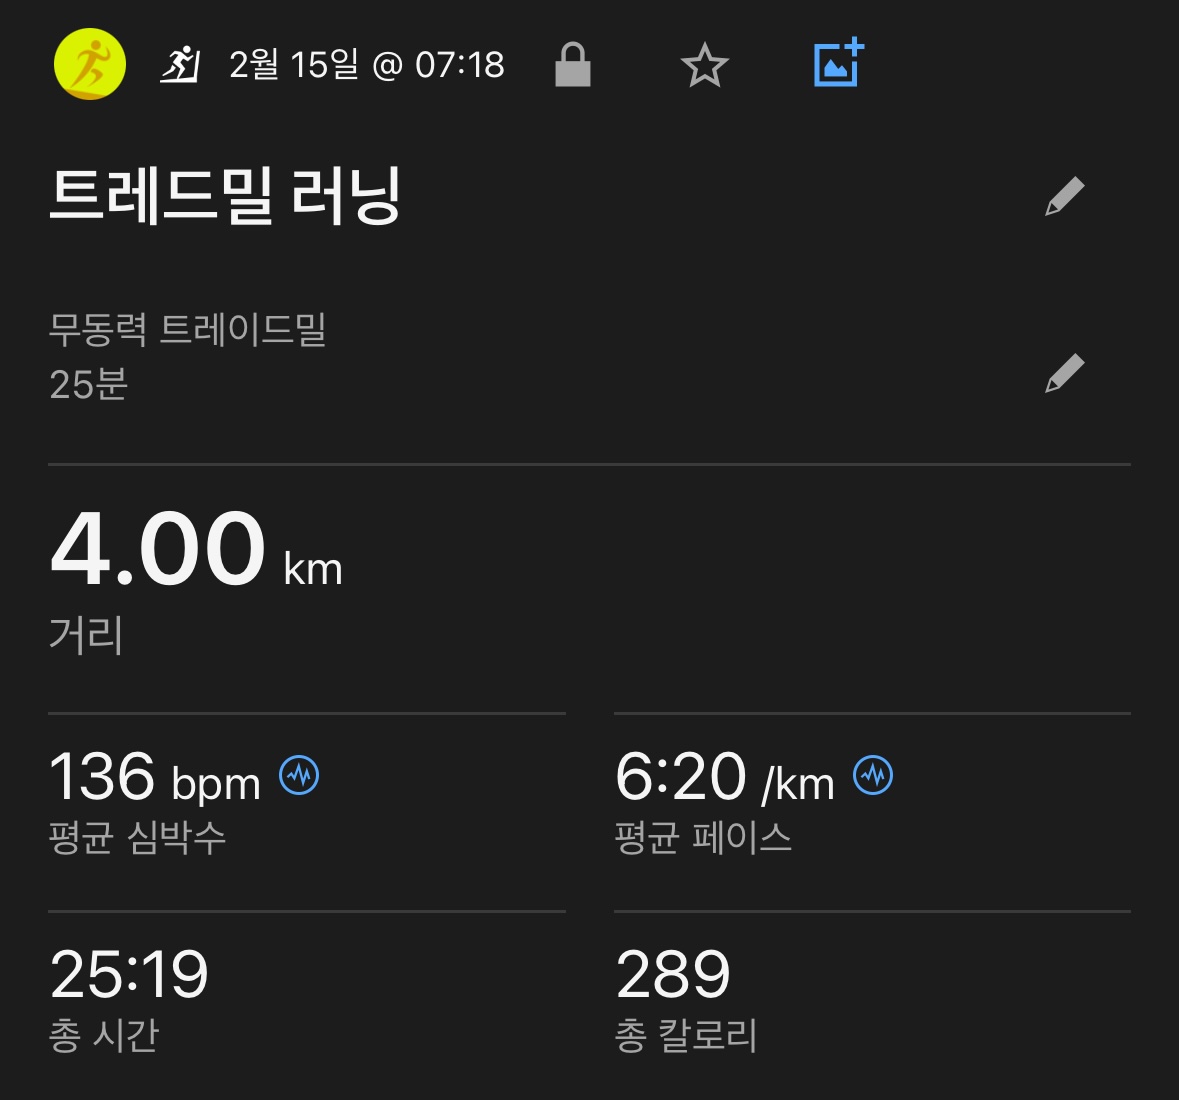 2월 15일 @ 07:18
트레드밀 러닝
무동력 트레이드밀
25분
4.00 km
거리
136 bpm
평균 심박수
6:20 /km
평균 페이스
25:19
총 시간
289
총 칼로리